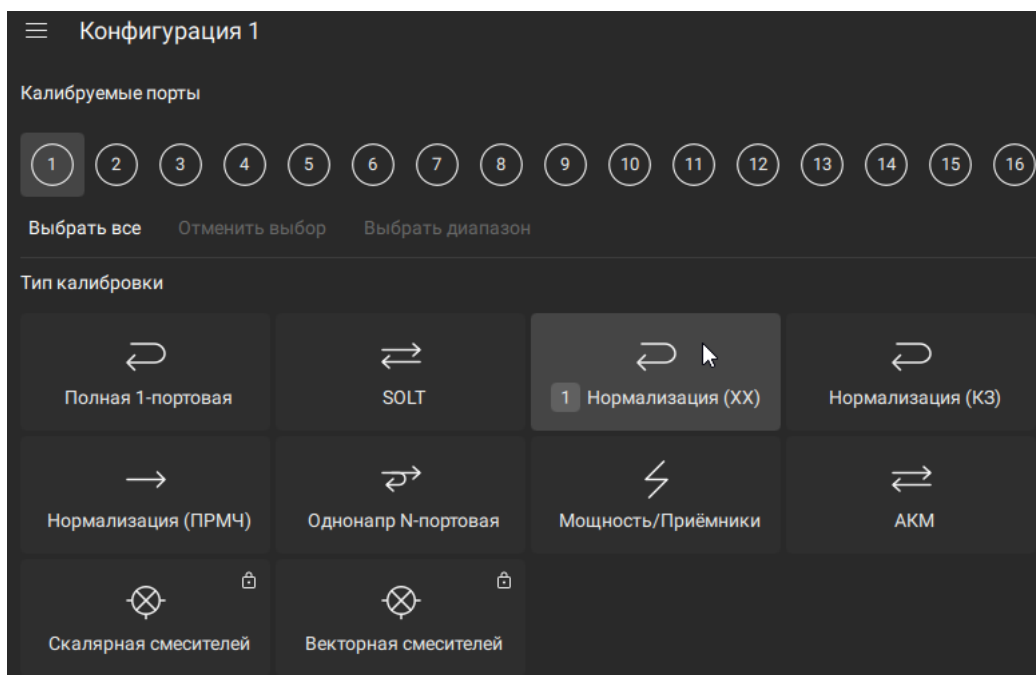 Конфигурация 1
Калибруемые порты
1 2 3 4 5 6 7 8 9 10 11 12 13 14 15 16
Выбрать все Отменить выбор Выбрать диапазон
Тип калибровки
Полная 1-портовая SOLT 1 Нормализация (ХХ) Нормализация (КЗ)
Нормализация (ПРМЧ) Однонапр N-портовая Мощность/Приёмники АКМ
Скалярная смесителей Векторная смесителей